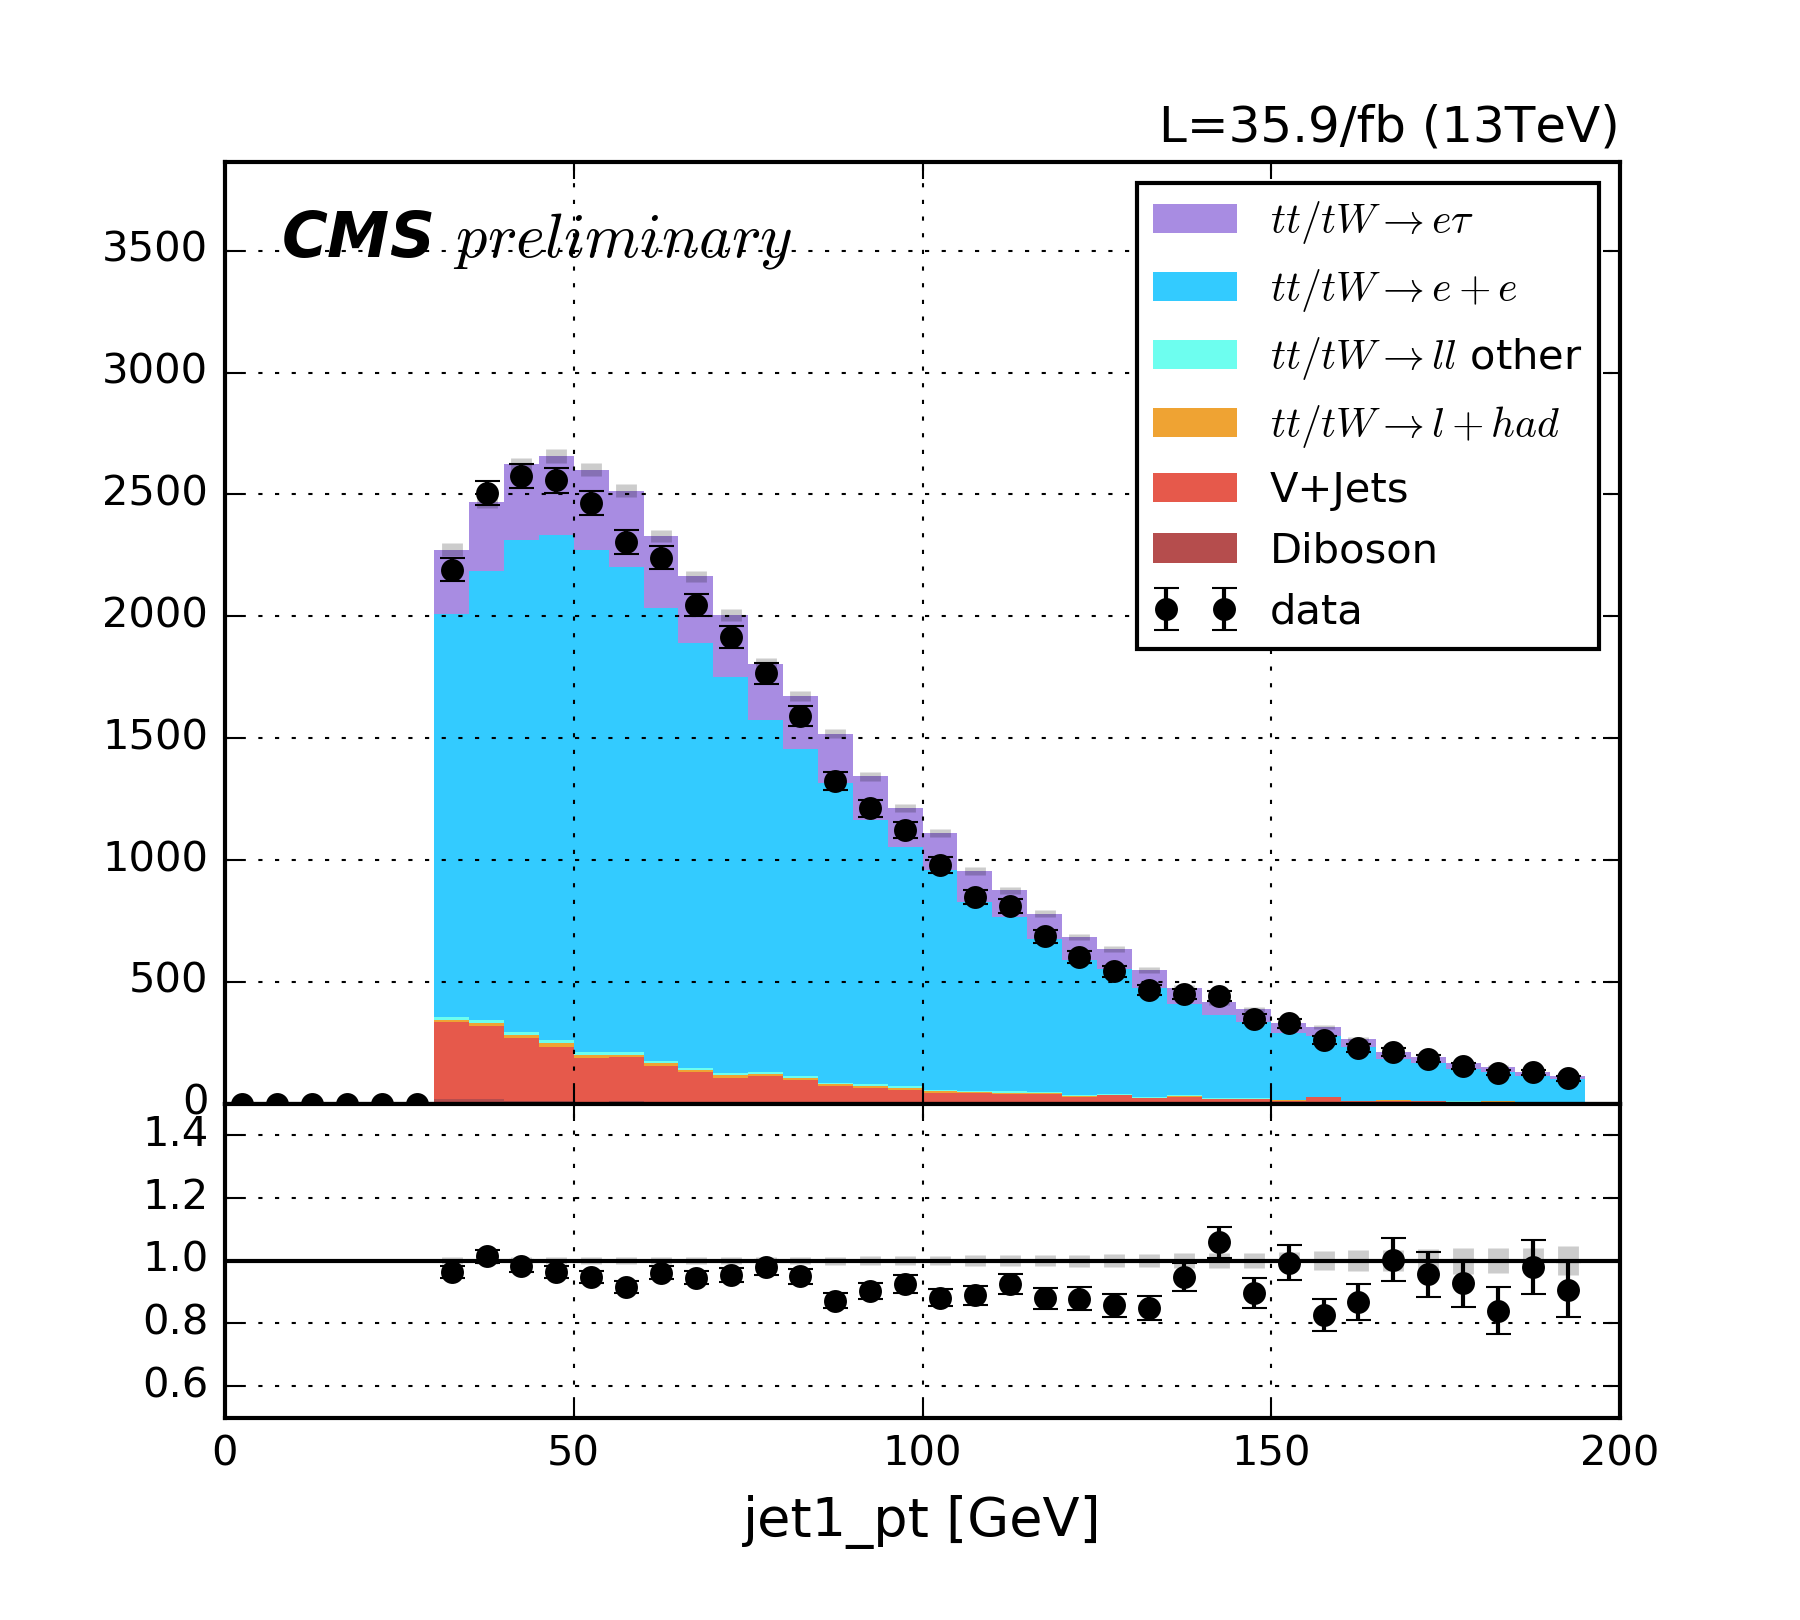 L=35.9/fb (13TeV)
CMS preliminary
tt/tW → eτ
tt/tW → e + e
tt/tW → ll other
tt/tW → l + had
V+Jets
Diboson
data
3500
3000
2500
2000
1500
1000
500
0
1.4
1.2
1.0
0.8
0.6
0 50 100 150 200
jet1_pt [GeV]